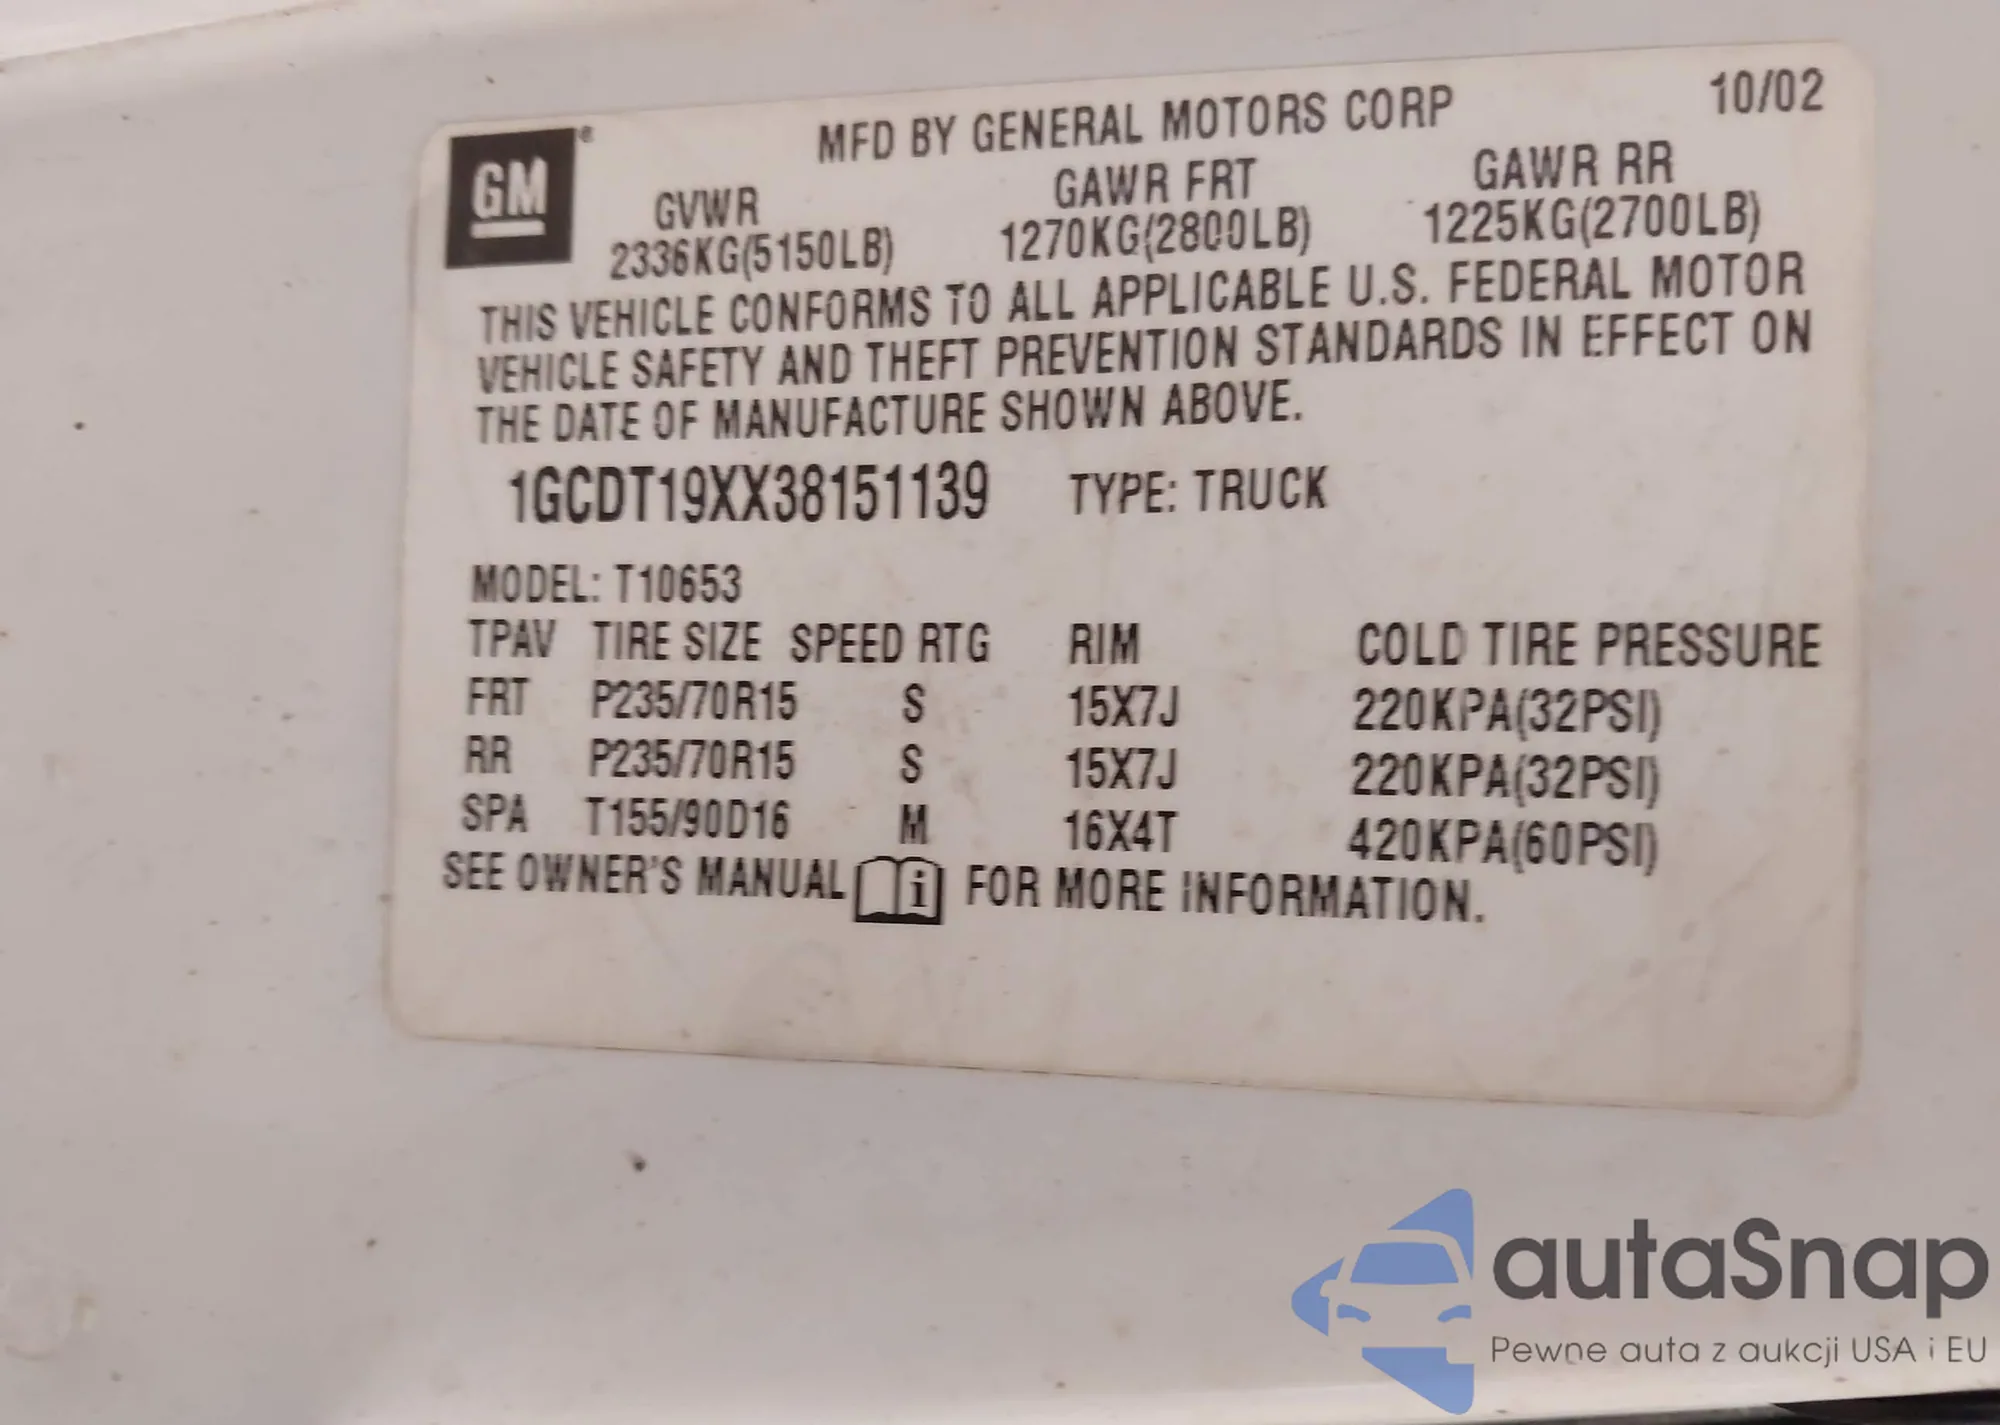 MFD BY GENERAL MOTORS CORP 10/02
GM®
GVWR GAWR FRT GAWR RR
2336KG(5150LB) 1270KG(2800LB) 1225KG(2700LB)
THIS VEHICLE CONFORMS TO ALL APPLICABLE U.S. FEDERAL MOTOR
VEHICLE SAFETY AND THEFT PREVENTION STANDARDS IN EFFECT ON
THE DATE OF MANUFACTURE SHOWN ABOVE.
1GCDT19XX38151139 TYPE: TRUCK
MODEL: T10653
TPAV TIRE SIZE SPEED RTG RIM COLD TIRE PRESSURE
FRT P235/70R15 S 15X7J 220KPA(32PSI)
RR P235/70R15 S 15X7J 220KPA(32PSI)
SPA T155/90D16 M 16X4T 420KPA(60PSI)
SEE OWNER'S MANUAL i FOR MORE INFORMATION.
autaSnap
Pewne auta z aukcji USA i EU